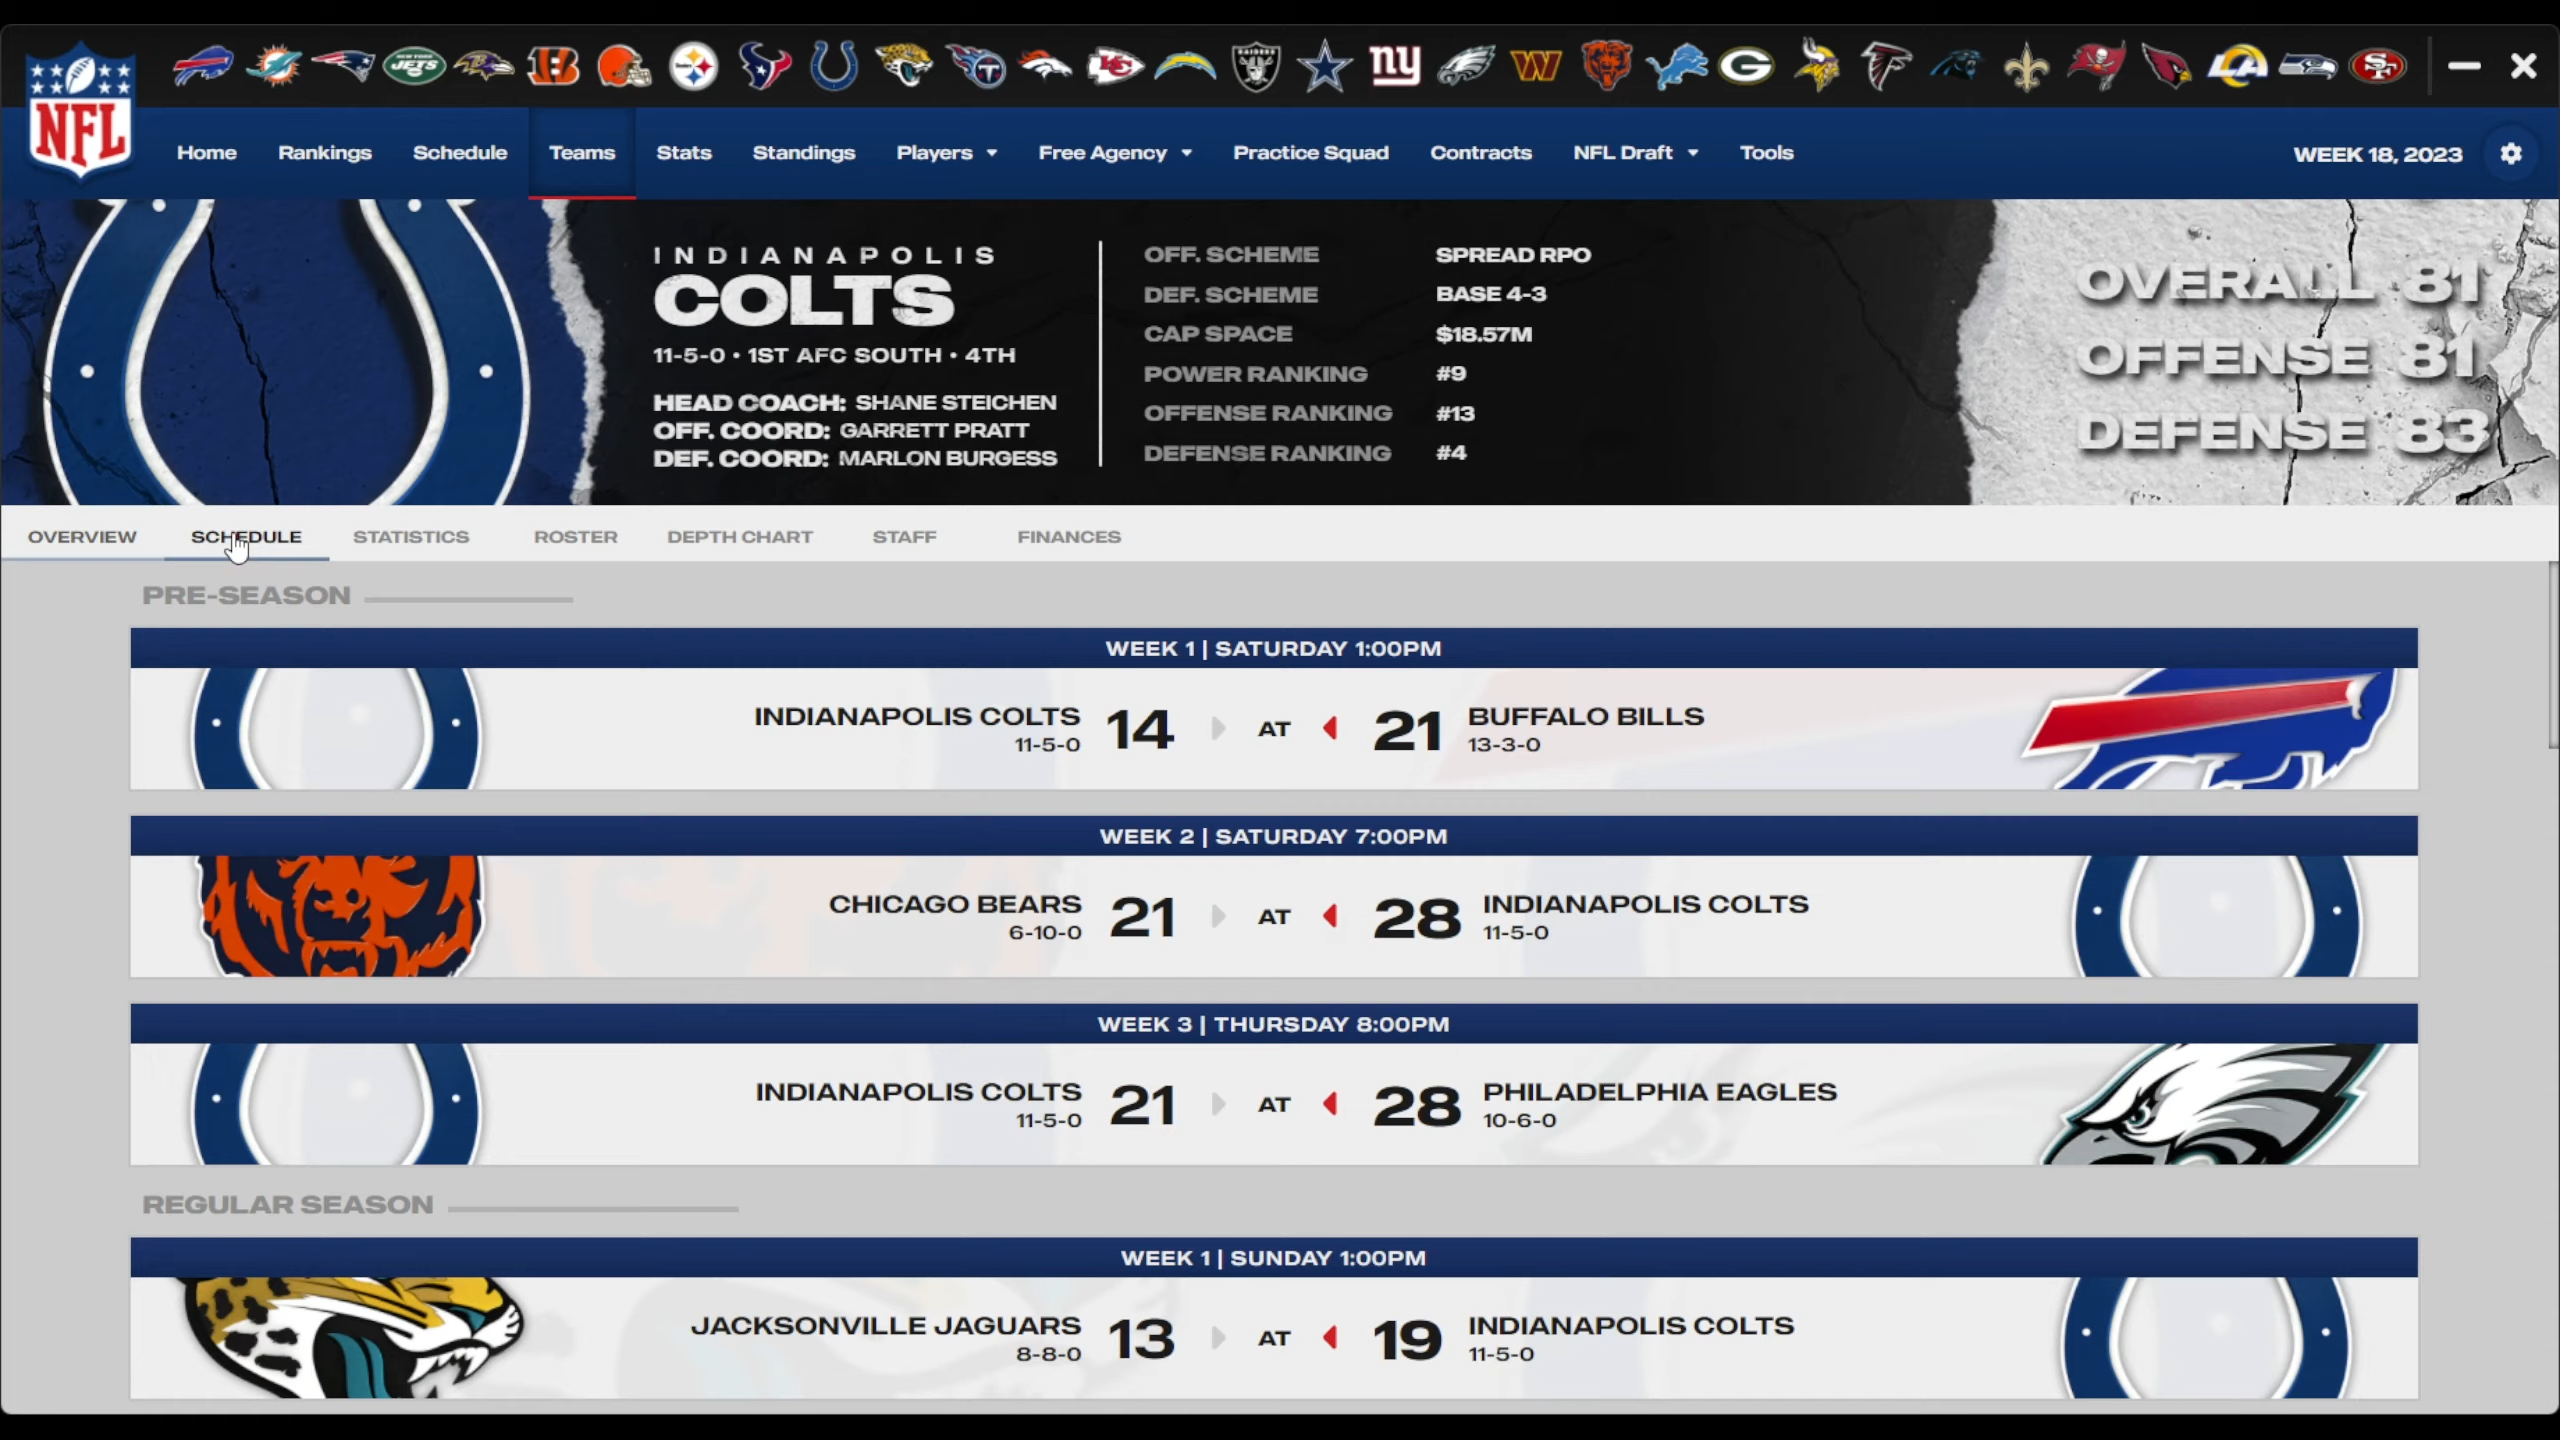 JETS
NY
NFL
Home Rankings Schedule Teams Stats Standings Players Free Agency Practice Squad Contracts NFL Draft Tools
WEEK 18, 2023
INDIANAPOLIS
COLTS
11-5-0 • 1ST AFC SOUTH • 4TH
HEAD COACH: SHANE STEICHEN
OFF. COORD: GARRETT PRATT
DEF. COORD: MARLON BURGESS
OFF. SCHEME SPREAD RPO
DEF. SCHEME BASE 4-3
CAP SPACE $18.57M
POWER RANKING #9
OFFENSE RANKING #13
DEFENSE RANKING #4
OVERALL 81
OFFENSE 81
DEFENSE 83
OVERVIEW SCHEDULE STATISTICS ROSTER DEPTH CHART STAFF FINANCES
PRE-SEASON
WEEK 1 | SATURDAY 1:00PM
INDIANAPOLIS COLTS 14 AT 21 BUFFALO BILLS
11-5-0 13-3-0
WEEK 2 | SATURDAY 7:00PM
CHICAGO BEARS 21 AT 28 INDIANAPOLIS COLTS
6-10-0 11-5-0
WEEK 3 | THURSDAY 8:00PM
INDIANAPOLIS COLTS 21 AT 28 PHILADELPHIA EAGLES
11-5-0 10-6-0
REGULAR SEASON
WEEK 1 | SUNDAY 1:00PM
JACKSONVILLE JAGUARS 13 AT 19 INDIANAPOLIS COLTS
8-8-0 11-5-0